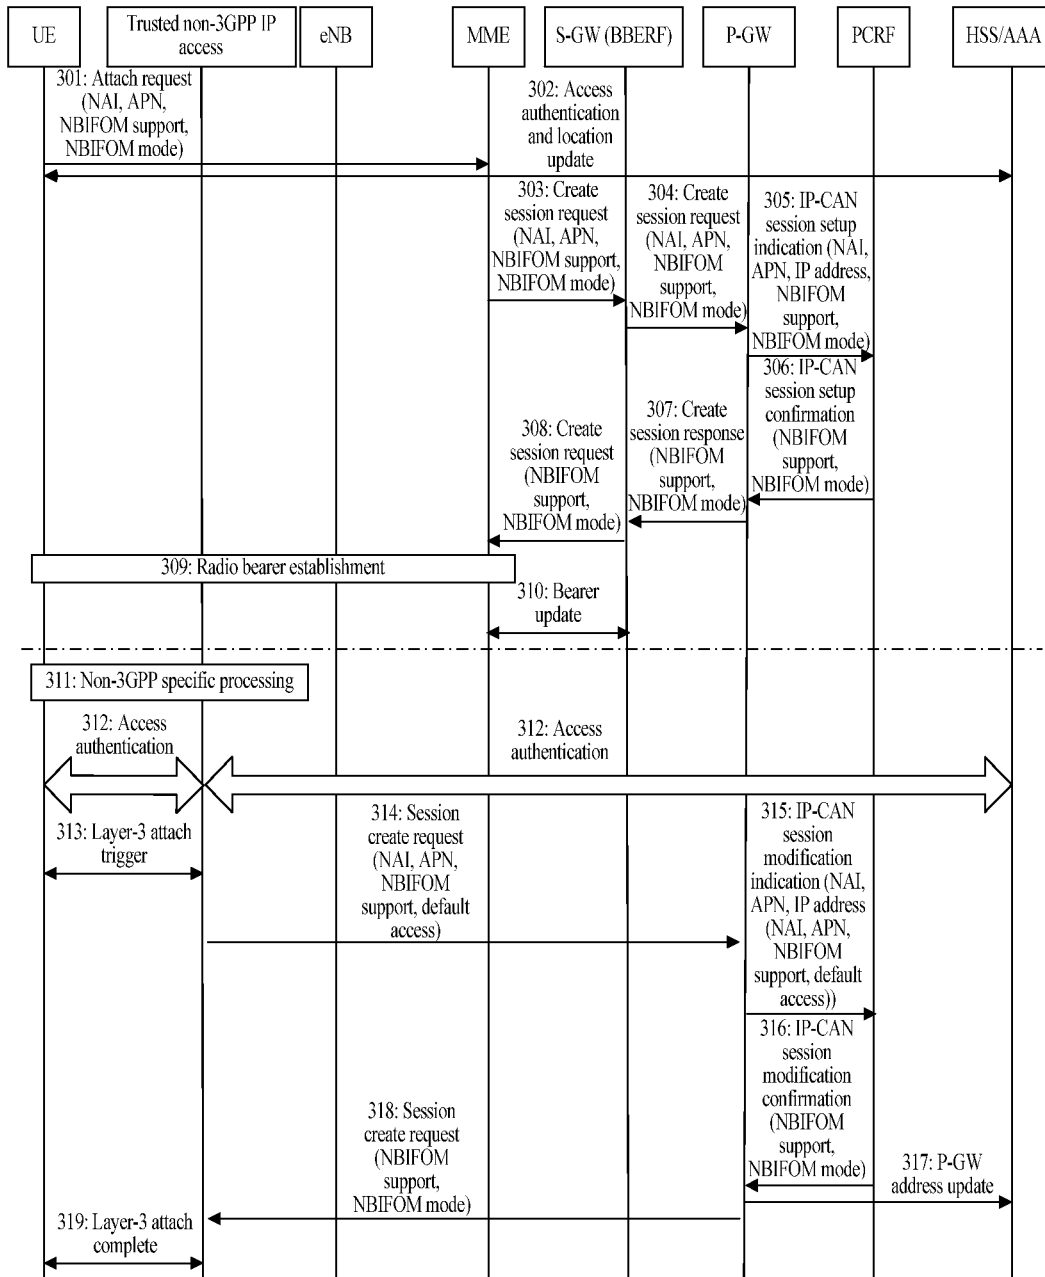 UE
Trusted non-3GPP IP
access
eNB
MME
S-GW (BBERF)
P-GW
PCRF
HSS/AAA
301: Attach request
(NAI, APN,
NBIFOM support,
NBIFOM mode)
302: Access
authentication
and location
update
303: Create
session request
(NAI, APN,
NBIFOM support,
NBIFOM mode)
304: Create
session request
(NAI, APN,
NBIFOM
support,
NBIFOM mode)
305: IP-CAN
session setup
indication (NAI,
APN, IP address,
NBIFOM
support,
NBIFOM mode)
306: IP-CAN
session setup
confirmation
(NBIFOM
support,
NBIFOM mode)
307: Create
session response
(NBIFOM
support,
NBIFOM mode)
308: Create
session request
(NBIFOM
support,
NBIFOM mode)
309: Radio bearer establishment
310: Bearer
update
311: Non-3GPP specific processing
312: Access
authentication
312: Access
authentication
313: Layer-3 attach
trigger
314: Session
create request
(NAI, APN,
NBIFOM
support, default
access)
315: IP-CAN
session
modification
indication (NAI,
APN, IP address
(NAI, APN,
NBIFOM
support, default
access))
316: IP-CAN
session
modification
confirmation
(NBIFOM
support,
NBIFOM mode)
317: P-GW
address update
318: Session
create request
(NBIFOM
support,
NBIFOM mode)
319: Layer-3 attach
complete